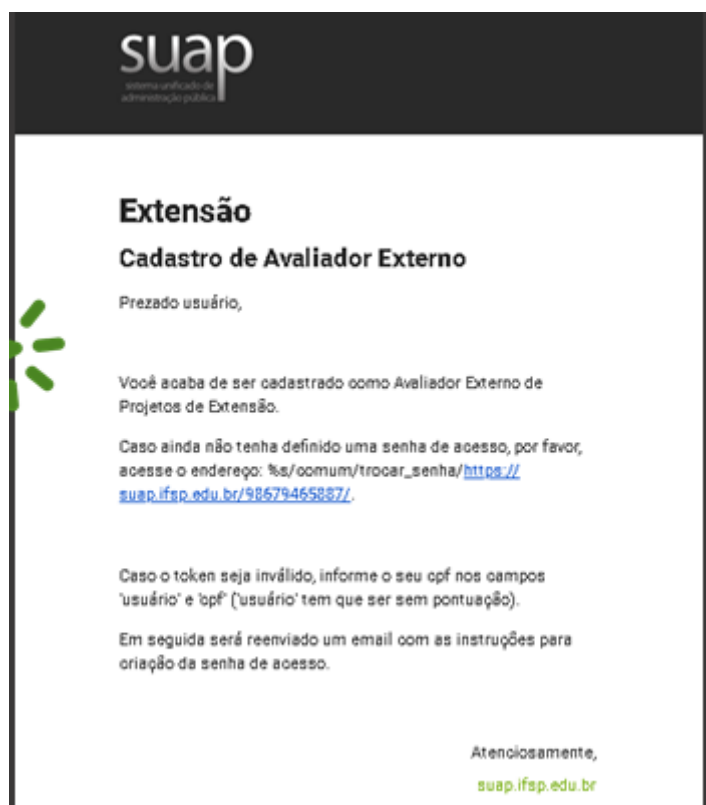 suap
sistema unificado de
administração pública
Extensão
Cadastro de Avaliador Externo
Prezado usuário,
Você acaba de ser cadastrado como Avaliador Externo de
Projetos de Extensão.
Caso ainda não tenha definido uma senha de acesso, por favor,
acesse o endereço: %s/comum/trocar_senha/https://
suap.ifsp.edu.br/98679465887/.
Caso o token seja inválido, informe o seu cpf nos campos
'usuário' e 'cpf' ('usuário' tem que ser sem pontuação).
Em seguida será reenviado um email com as instruções para
criação da senha de acesso.
Atenciosamente,
suap.ifsp.edu.br